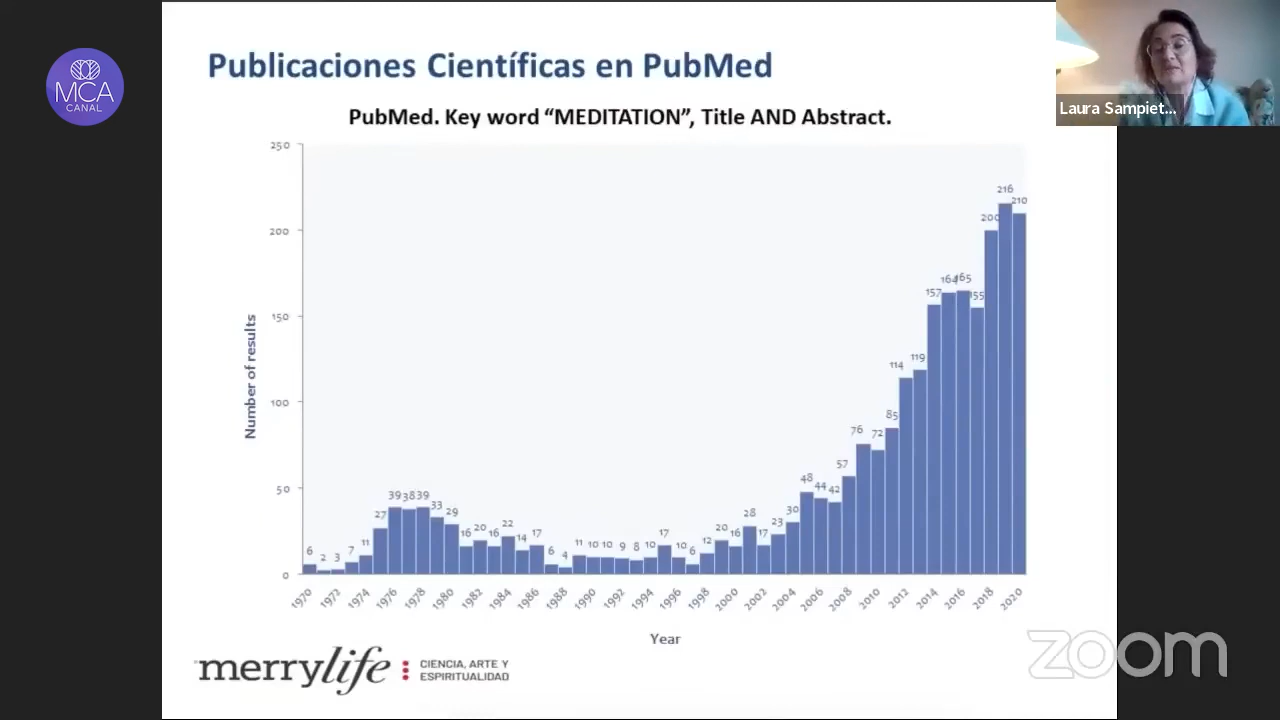 MCA
CANAL
Publicaciones Científicas en PubMed
Laura Sampiet...
PubMed. Key word “MEDITATION”, Title AND Abstract.
Number of results
250
200
150
100
50
0
6 2 3 7 11 27 39 38 39 33 29 16 20 16 22 14 17 6 4 11 10 10 9 8 10 17 10 6 12 20 16 28 17 23 30 48 44 42 57 76 72 85 114 119 157 164 165 155 200 216 210
1970 1972 1974 1976 1978 1980 1982 1984 1986 1988 1990 1992 1994 1996 1998 2000 2002 2004 2006 2008 2010 2012 2014 2016 2018 2020
Year
merrylife
CIENCIA, ARTE Y
ESPIRITUALIDAD
zoom